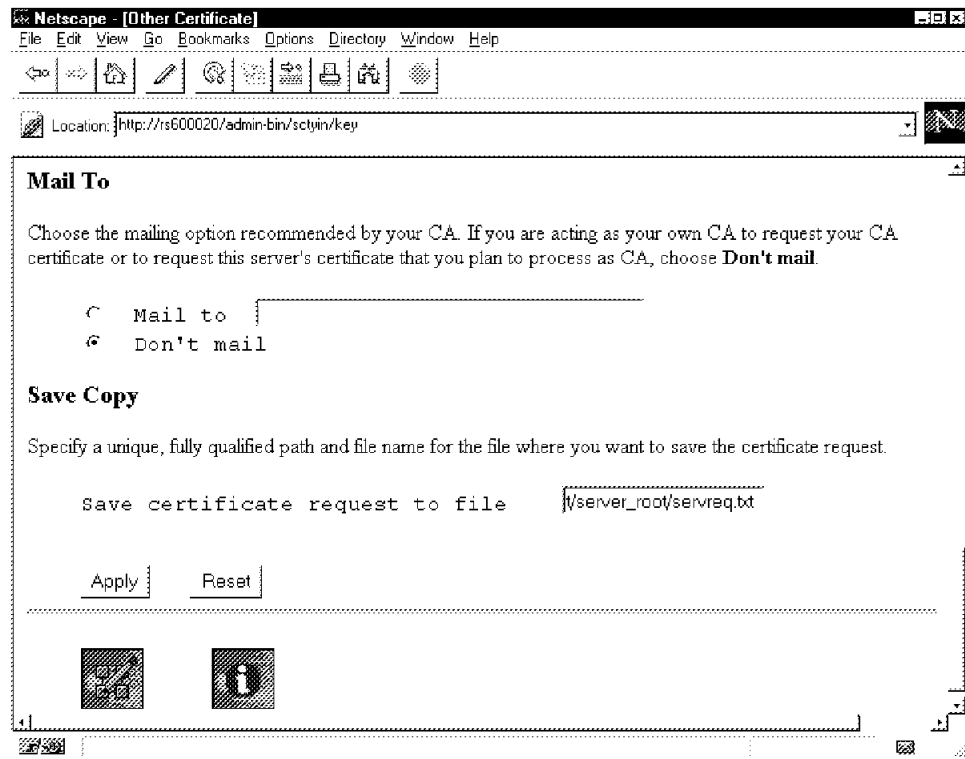 Netscape - [Other Certificate]
File Edit View Go Bookmarks Options Directory Window Help
Location: http://rs600020/admin-bin/sctyin/key
Mail To
Choose the mailing option recommended by your CA. If you are acting as your own CA to request your CA
certificate or to request this server's certificate that you plan to process as CA, choose Don't mail.
Mail to
Don't mail
Save Copy
Specify a unique, fully qualified path and file name for the file where you want to save the certificate request.
Save certificate request to file t/server_root/servreq.txt
Apply Reset